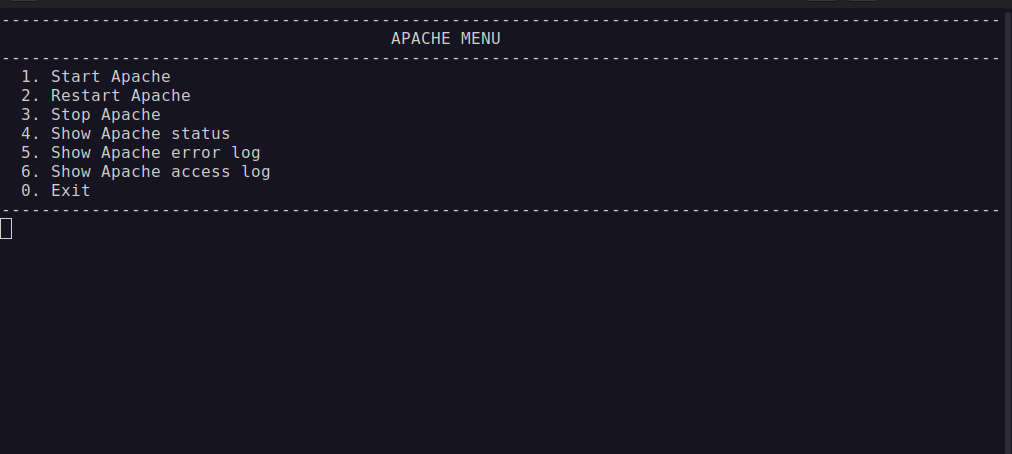 ----------------------------------------------------------------------------------------------------
APACHE MENU
----------------------------------------------------------------------------------------------------
1. Start Apache
2. Restart Apache
3. Stop Apache
4. Show Apache status
5. Show Apache error log
6. Show Apache access log
0. Exit
----------------------------------------------------------------------------------------------------